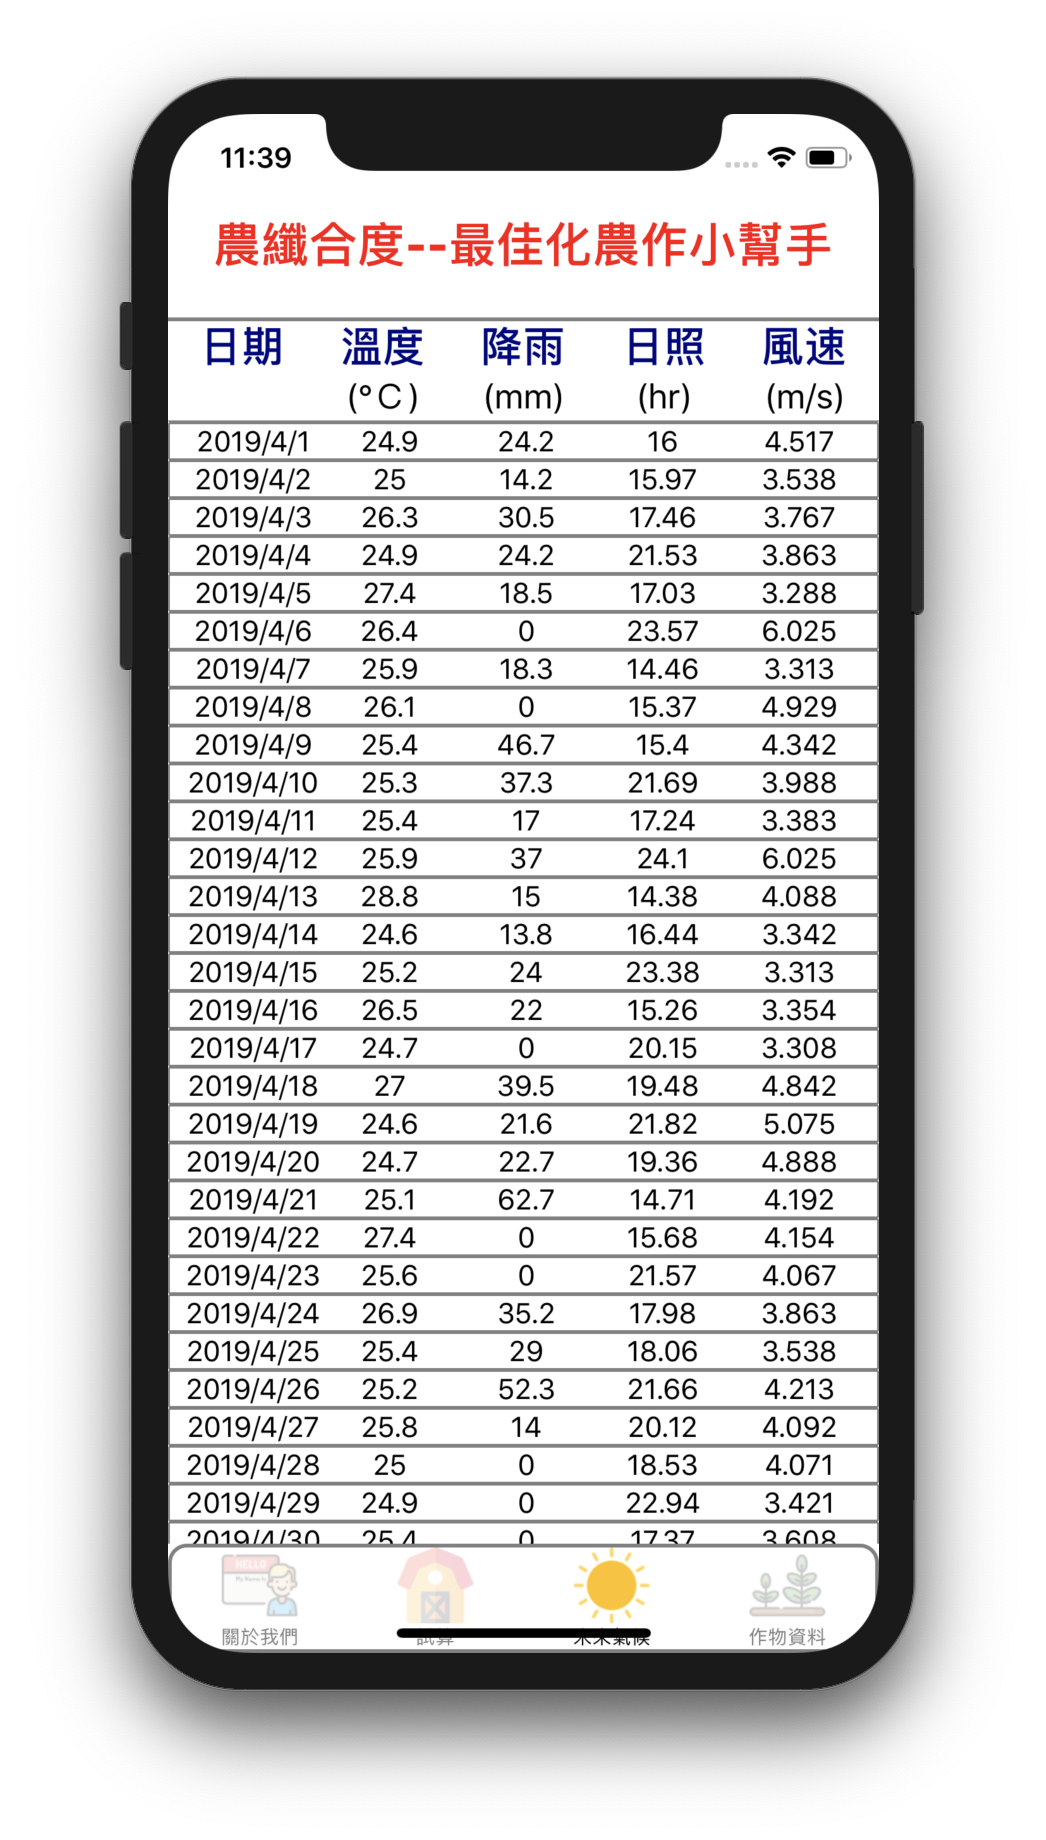 11:39
農纖合度--最佳化農作小幫手
日期 溫度 降雨 日照 風速
(°C) (mm) (hr) (m/s)
2019/4/1 24.9 24.2 16 4.517
2019/4/2 25 14.2 15.97 3.538
2019/4/3 26.3 30.5 17.46 3.767
2019/4/4 24.9 24.2 21.53 3.863
2019/4/5 27.4 18.5 17.03 3.288
2019/4/6 26.4 0 23.57 6.025
2019/4/7 25.9 18.3 14.46 3.313
2019/4/8 26.1 0 15.37 4.929
2019/4/9 25.4 46.7 15.4 4.342
2019/4/10 25.3 37.3 21.69 3.988
2019/4/11 25.4 17 17.24 3.383
2019/4/12 25.9 37 24.1 6.025
2019/4/13 28.8 15 14.38 4.088
2019/4/14 24.6 13.8 16.44 3.342
2019/4/15 25.2 24 23.38 3.313
2019/4/16 26.5 22 15.26 3.354
2019/4/17 24.7 0 20.15 3.308
2019/4/18 27 39.5 19.48 4.842
2019/4/19 24.6 21.6 21.82 5.075
2019/4/20 24.7 22.7 19.36 4.888
2019/4/21 25.1 62.7 14.71 4.192
2019/4/22 27.4 0 15.68 4.154
2019/4/23 25.6 0 21.57 4.067
2019/4/24 26.9 35.2 17.98 3.863
2019/4/25 25.4 29 18.06 3.538
2019/4/26 25.2 52.3 21.66 4.213
2019/4/27 25.8 14 20.12 4.092
2019/4/28 25 0 18.53 4.071
2019/4/29 24.9 0 22.94 3.421
2019/4/30 25.4 0 17.37 3.608
HELLO
My Name Is
關於我們 試算 未來氣候 作物資料